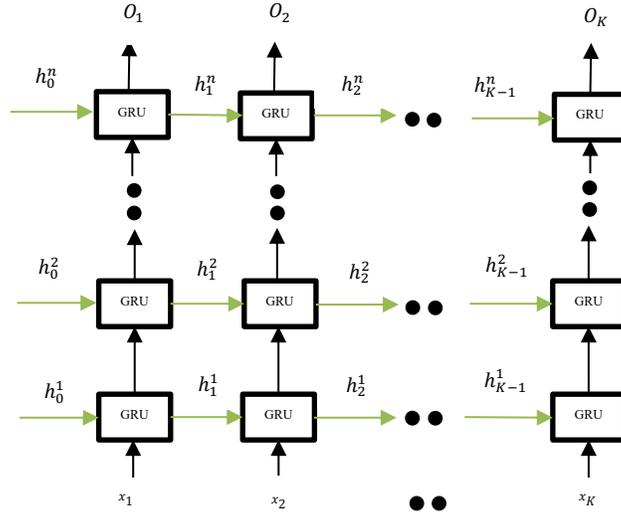 O_1 O_2 O_K
h_0^n h_1^n h_2^n h_{K-1}^n
GRU GRU GRU
h_0^2 h_1^2 h_2^2 h_{K-1}^2
GRU GRU GRU
h_0^1 h_1^1 h_2^1 h_{K-1}^1
GRU GRU GRU
x_1 x_2 x_K